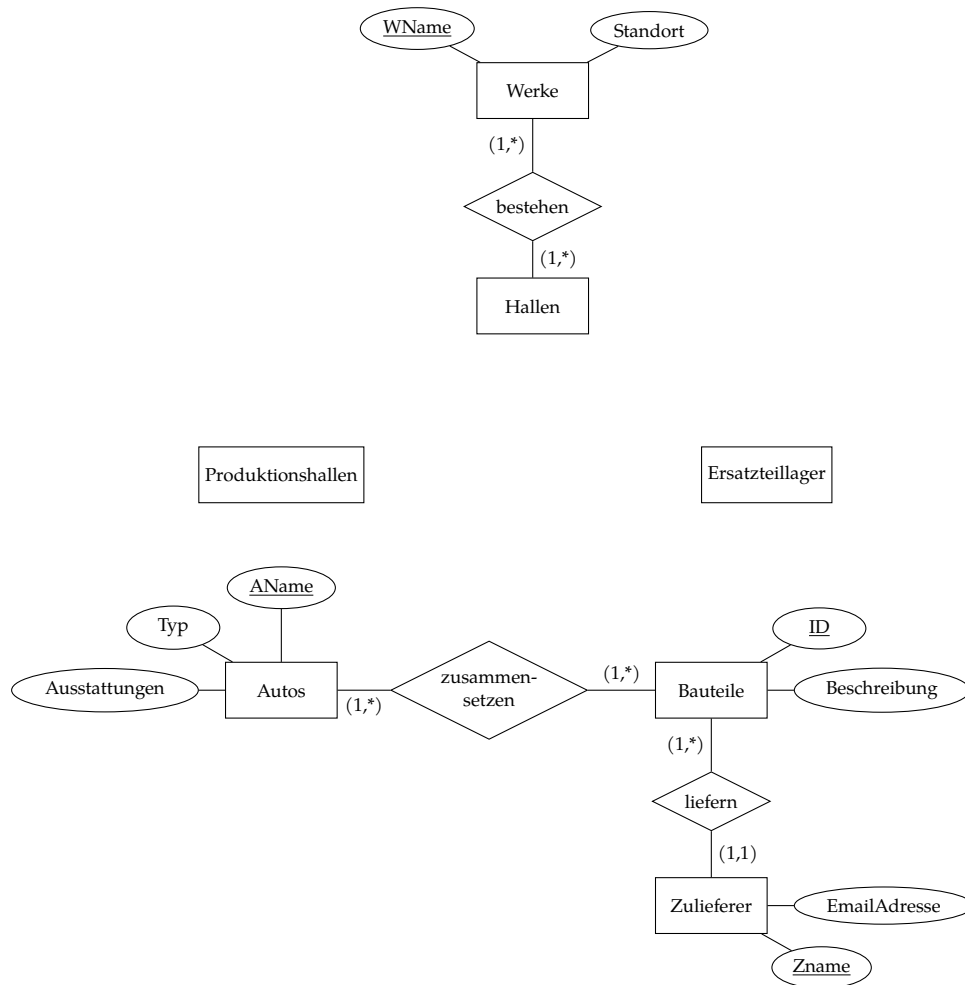 WName
Standort
Werke
(1,*)
bestehen
(1,*)
Hallen
Produktionshallen
Ersatzteillager
AName
Typ
ID
Ausstattungen
Autos
(1,*)
zusammen-
setzen
(1,*)
Bauteile
Beschreibung
(1,*)
liefern
(1,1)
Zulieferer
EmailAdresse
Zname